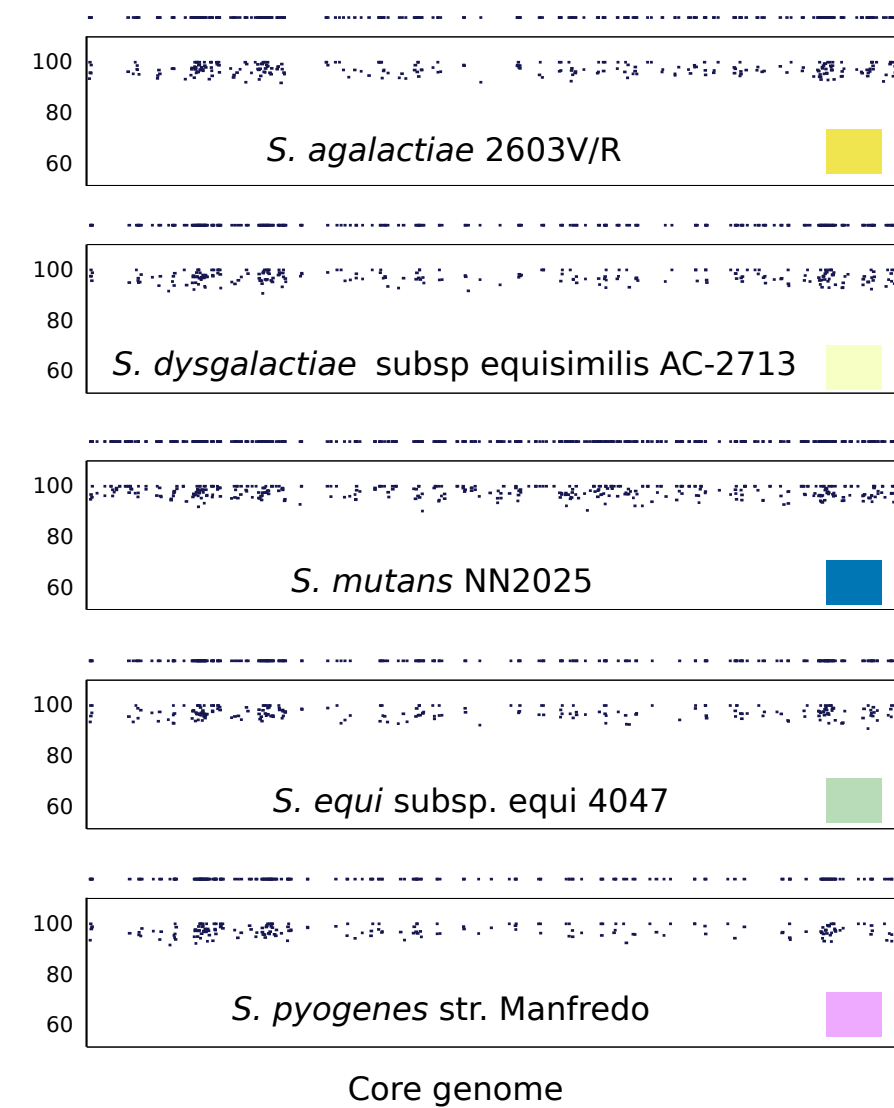 100
80
60
S. agalactiae 2603V/R
100
80
60
S. dysgalactiae subsp equisimilis AC-2713
100
80
60
S. mutans NN2025
100
80
60
S. equi subsp. equi 4047
100
80
60
S. pyogenes str. Manfredo
Core genome